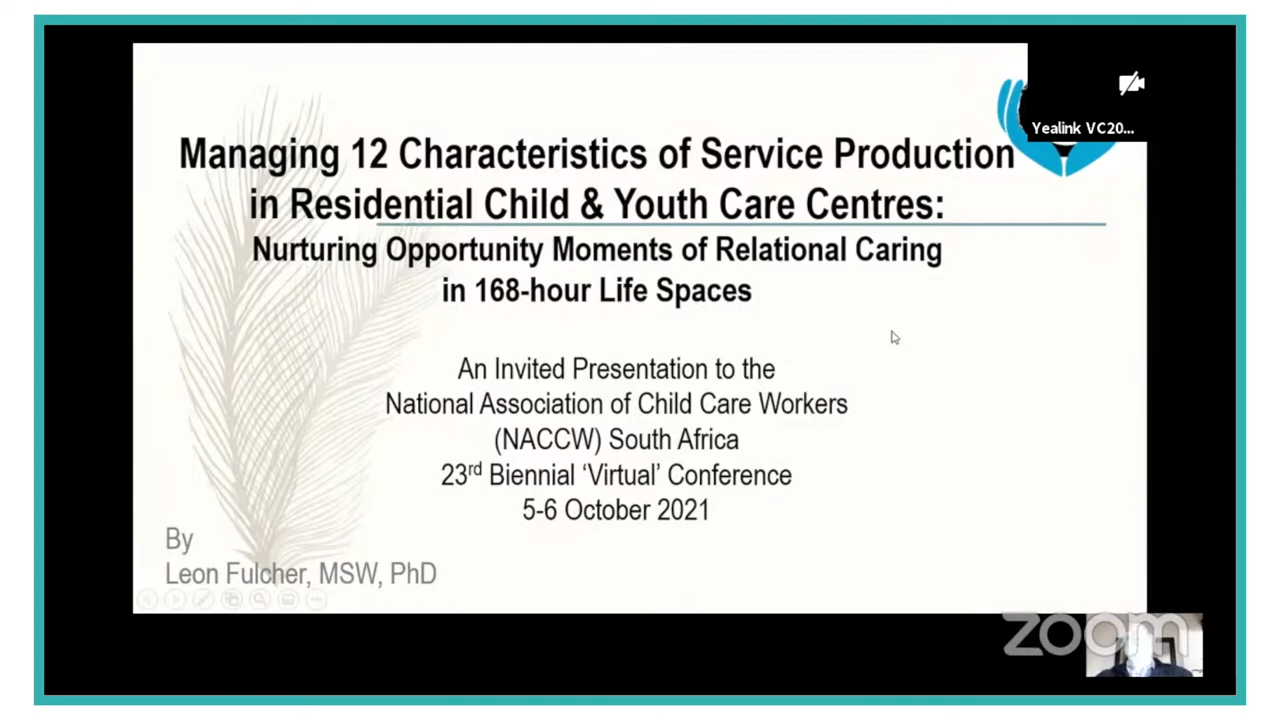 Yealink VC20...
Managing 12 Characteristics of Service Production
in Residential Child & Youth Care Centres:
Nurturing Opportunity Moments of Relational Caring
in 168-hour Life Spaces
An Invited Presentation to the
National Association of Child Care Workers
(NACCW) South Africa
23rd Biennial ‘Virtual’ Conference
5-6 October 2021
By
Leon Fulcher, MSW, PhD
zoom